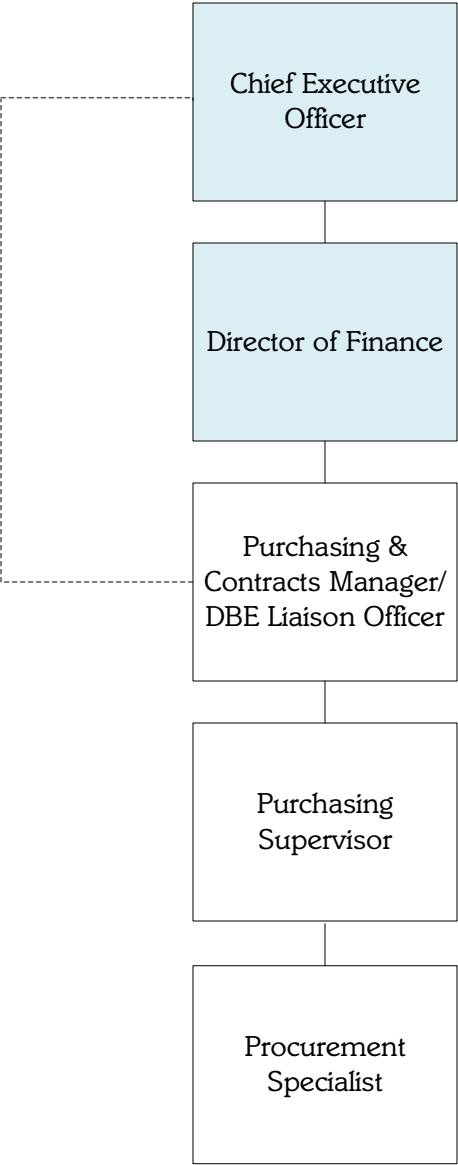 Chief Executive
Officer
Director of Finance
Purchasing &
Contracts Manager/
DBE Liaison Officer
Purchasing
Supervisor
Procurement
Specialist